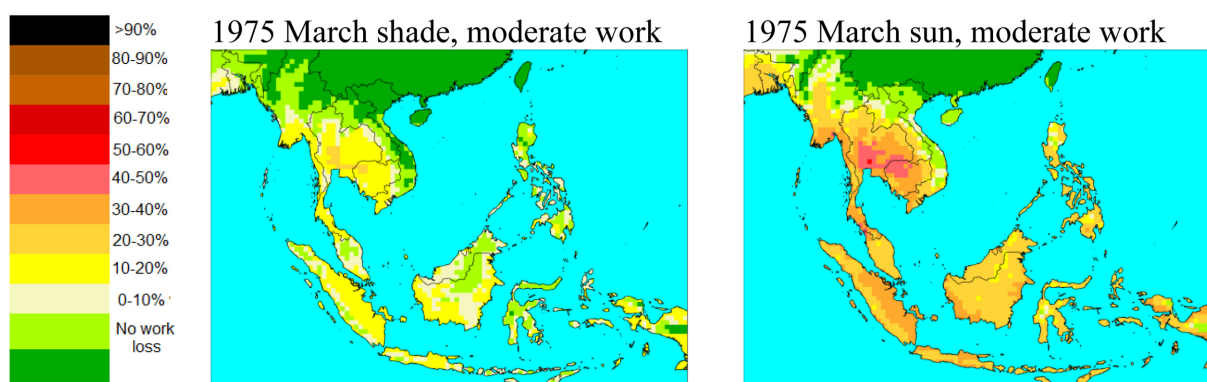 >90%
80-90%
70-80%
60-70%
50-60%
40-50%
30-40%
20-30%
10-20%
0-10%
No work
loss
1975 March shade, moderate work
1975 March sun, moderate work